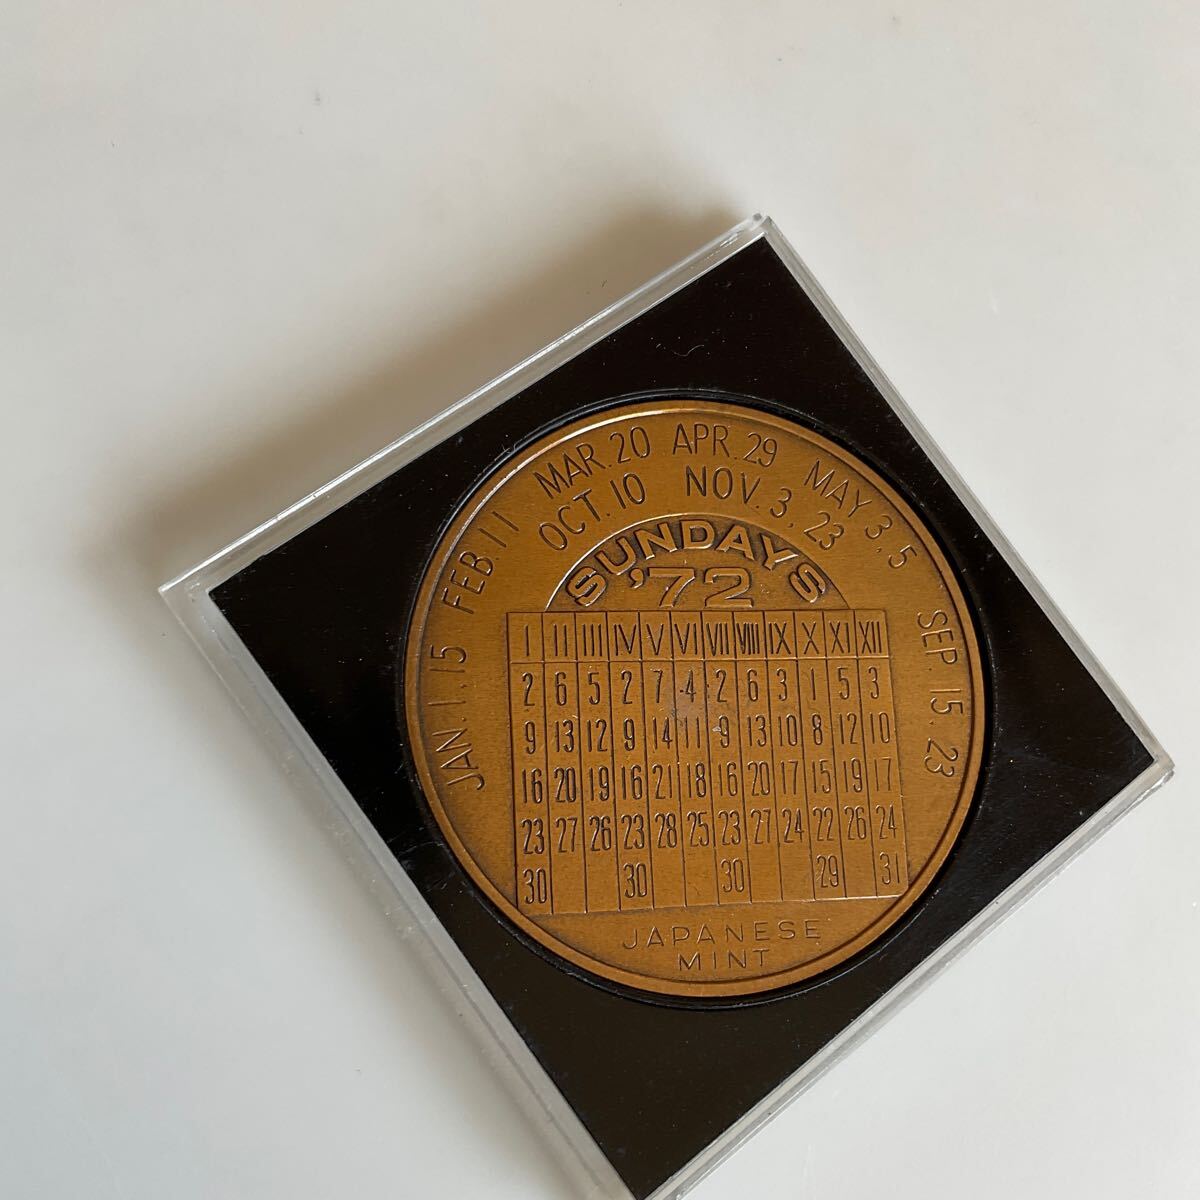 JAN. 1, 15 FEB. 11 MAR. 20 APR. 29 MAY 3, 5 SEP. 15. 23
OCT. 10 NOV. 3, 23
SUNDAYS
'72
I II III IV V VI VII VIII IX X XI XII
2 6 5 2 7 4 2 6 3 1 5 3
9 13 12 9 14 11 9 13 10 8 12 10
16 20 19 16 21 18 16 20 17 15 19 17
23 27 26 23 28 25 23 27 24 22 26 24
30 30 30 29 31
JAPANESE
MINT